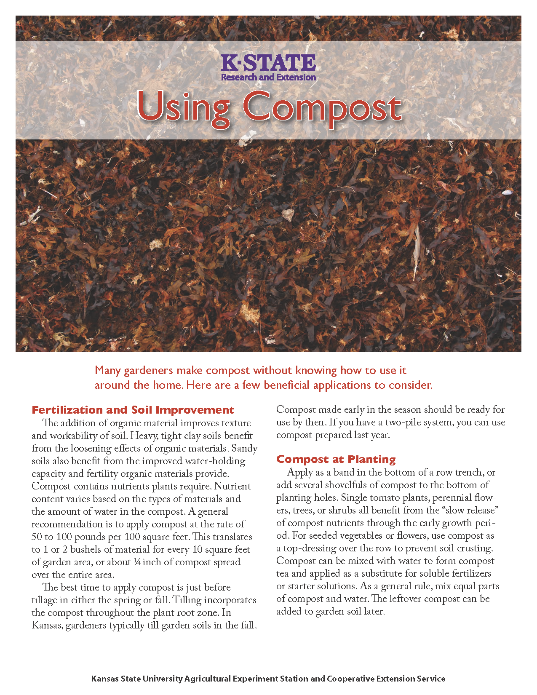 K-STATE
Research and Extension
Using Compost
Many gardeners make compost without knowing how to use it
around the home. Here are a few beneficial applications to consider.
Fertilization and Soil Improvement
The addition of organic material improves texture
and workability of soil. Heavy, tight clay soils benefit
from the loosening effects of organic materials. Sandy
soils also benefit from the improved water-holding
capacity and fertility organic materials provide.
Compost contains nutrients plants require. Nutrient
content varies based on the types of materials and
the amount of water in the compost. A general
recommendation is to apply compost at the rate of
50 to 100 pounds per 100 square feet. This translates
to 1 or 2 bushels of material for every 10 square feet
of garden area, or about ¼ inch of compost spread
over the entire area.
The best time to apply compost is just before
tillage in either the spring or fall. Tilling incorporates
the compost throughout the plant root zone. In
Kansas, gardeners typically till garden soils in the fall.
Compost made early in the season should be ready for
use by then. If you have a two-pile system, you can use
compost prepared last year.
Compost at Planting
Apply as a band in the bottom of a row trench, or
add several shovelfuls of compost to the bottom of
planting holes. Single tomato plants, perennial flow
ers, trees, or shrubs all benefit from the “slow release”
of compost nutrients through the early growth peri-
od. For seeded vegetables or flowers, use compost as
a top-dressing over the row to prevent soil crusting.
Compost can be mixed with water to form compost
tea and applied as a substitute for soluble fertilizers
or starter solutions. As a general rule, mix equal parts
of compost and water. The leftover compost can be
added to garden soil later.
Kansas State University Agricultural Experiment Station and Cooperative Extension Service